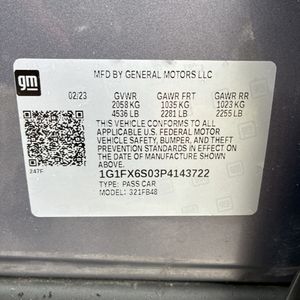 gm
MFD BY GENERAL MOTORS LLC
02/23 GVWR GAWR FRT GAWR RR
2058 KG 1035 KG 1023 KG
4536 LB 2281 LB 2255 LB
THIS VEHICLE CONFORMS TO ALL
APPLICABLE U.S. FEDERAL MOTOR
VEHICLE SAFETY, BUMPER, AND THEFT
PREVENTION STANDARDS IN EFFECT ON
THE DATE OF MANUFACTURE SHOWN
ABOVE.
247F
1G1FX6S03P4143722
TYPE: PASS CAR
MODEL: 321FB48